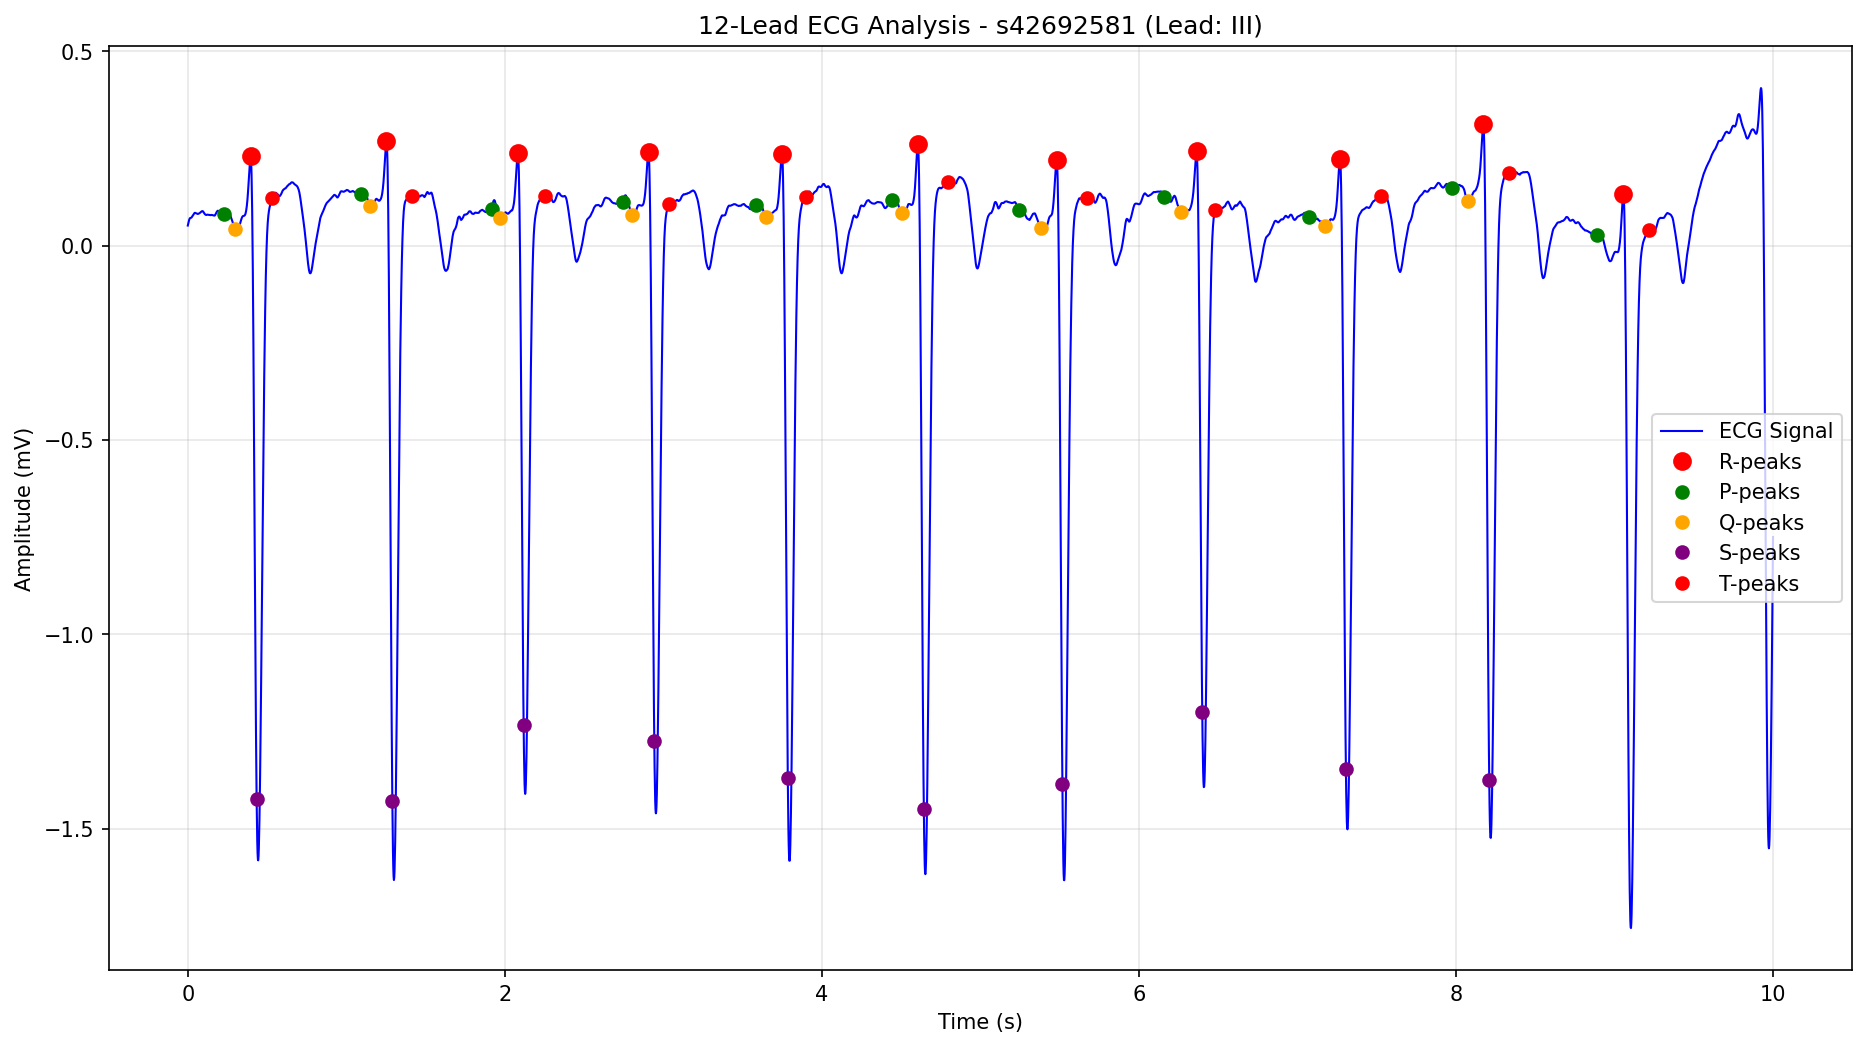 12-Lead ECG Analysis - s42692581 (Lead: III)
Amplitude (mV)
0.5
0.0
−0.5
−1.0
−1.5
ECG Signal
R-peaks
P-peaks
Q-peaks
S-peaks
T-peaks
0 2 4 6 8 10
Time (s)